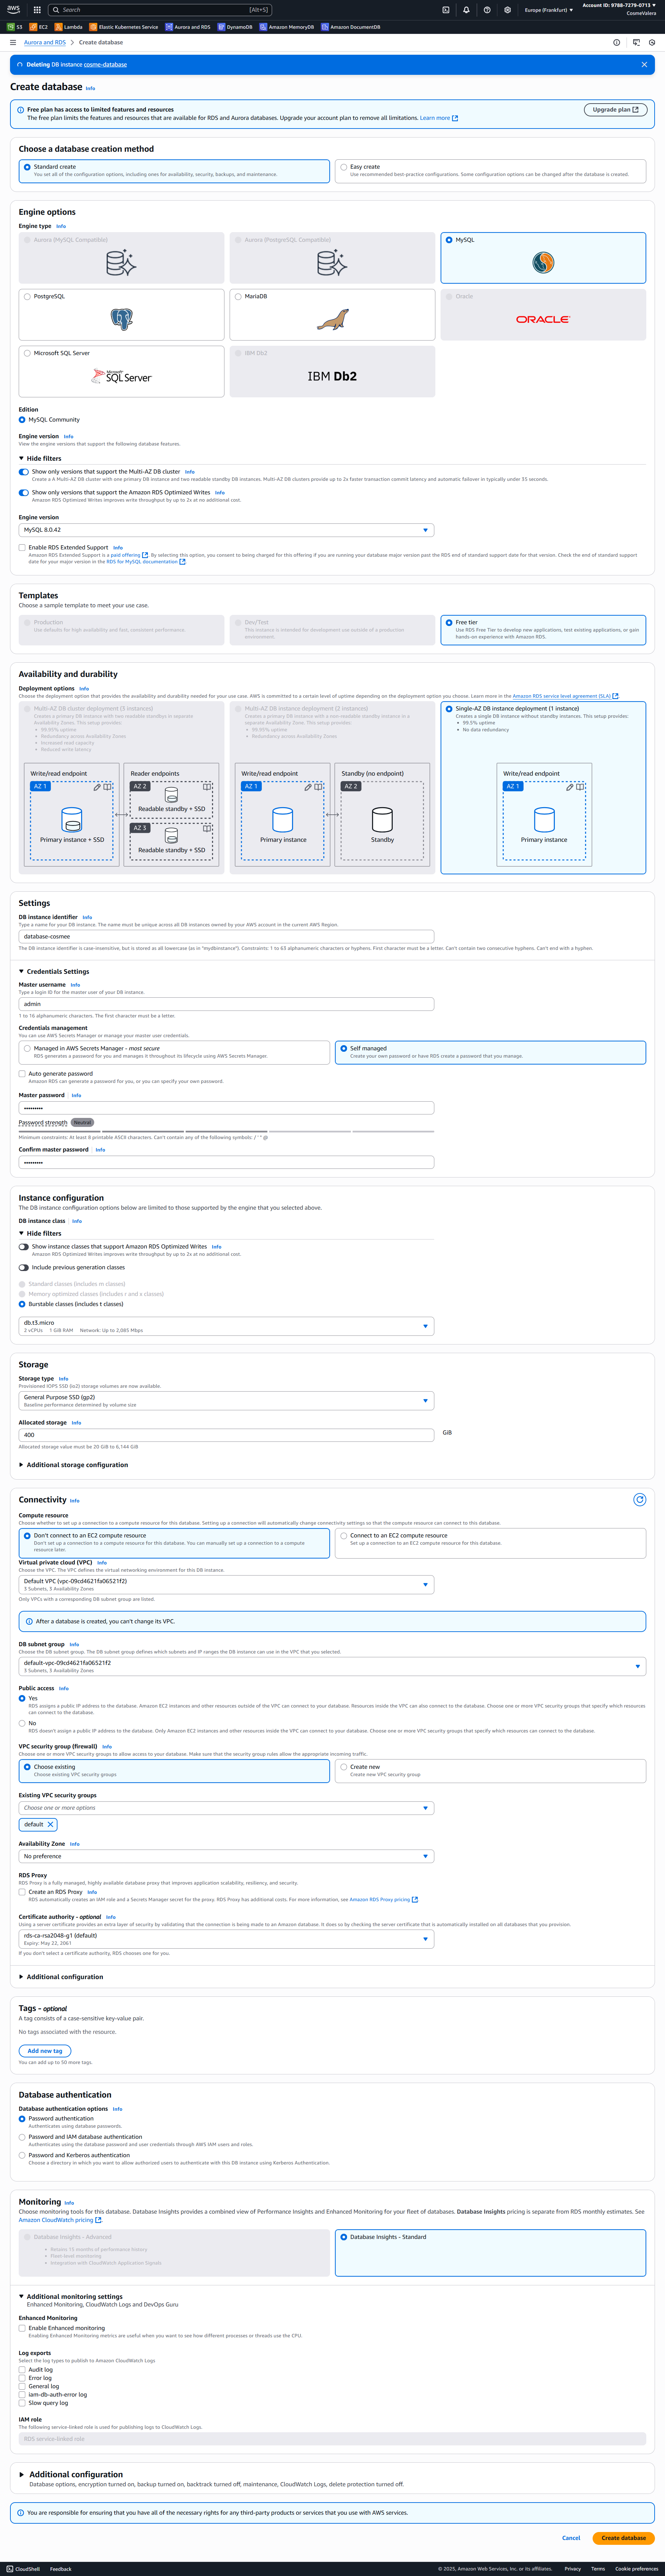 aws
Search
[Alt+S]
Europe (Frankfurt)
Account ID: 9786-7279-0713
CosmeValera
S3
EC2
Lambda
Elastic Kubernetes Service
Aurora and RDS
DynamoDB
Amazon MemoryDB
Amazon DocumentDB
Aurora and RDS > Create database
Deleting DB instance cosme-database
Create database Info
Free plan has access to limited features and resources
The free plan limits the features and resources that are available for RDS and Aurora databases. Upgrade your account plan to remove all limitations. Learn more
Upgrade plan
Choose a database creation method
Standard create
You set all of the configuration options, including ones for availability, security, backups, and maintenance.
Easy create
Use recommended best-practice configurations. Some configuration options can be changed after the database is created.
Engine options
Engine type Info
Aurora (MySQL Compatible)
Aurora (PostgreSQL Compatible)
MySQL
PostgreSQL
MariaDB
Oracle
ORACLE
Microsoft SQL Server
Microsoft SQL Server
IBM Db2
IBM Db2
Edition
MySQL Community
Engine version Info
View the engine versions that support the following database features.
Hide filters
Show only versions that support the Multi-AZ DB cluster Info
Create a A Multi-AZ DB cluster with one primary DB instance and two readable standby DB instances. Multi-AZ DB clusters provide up to 2x faster transaction commit latency and automatic failover in typically under 35 seconds.
Show only versions that support the Amazon RDS Optimized Writes Info
Amazon RDS Optimized Writes improves write throughput by up to 2x at no additional cost.
Engine version
MySQL 8.0.42
Enable RDS Extended Support Info
Amazon RDS Extended Support is a paid offering. By selecting this option, you consent to being charged for this offering if you are running your database major version past the RDS end of standard support date for that version. Check the end of standard support
date for your major version in the RDS for MySQL documentation
Templates
Choose a sample template to meet your use case.
Production
Use defaults for high availability and fast, consistent performance.
Dev/Test
This instance is intended for development use outside of a production
environment.
Free tier
Use RDS Free Tier to develop new applications, test existing applications, or gain
hands-on experience with Amazon RDS.
Availability and durability
Deployment options Info
Choose the deployment option that provides the availability and durability needed for your use case. AWS is committed to a certain level of uptime depending on the deployment option you choose. Learn more in the Amazon RDS service level agreement (SLA)
Multi-AZ DB cluster deployment (3 instances)
Creates a primary DB instance with two readable standbys in separate
Availability Zones. This setup provides:
• 99.95% uptime
• Redundancy across Availability Zones
• Increased read capacity
• Reduced write latency
Write/read endpoint
AZ 1
Primary instance + SSD
Reader endpoints
AZ 2
Readable standby + SSD
AZ 3
Readable standby + SSD
Multi-AZ DB instance deployment (2 instances)
Creates a primary DB instance with a non-readable standby instance in a
separate Availability Zone. This setup provides:
• 99.95% uptime
• Redundancy across Availability Zones
Write/read endpoint
AZ 1
Primary instance
Standby (no endpoint)
AZ 2
Standby
Single-AZ DB instance deployment (1 instance)
Creates a single DB instance without standby instances. This setup provides:
• 99.5% uptime
• No data redundancy
Write/read endpoint
AZ 1
Primary instance
Settings
DB instance identifier Info
Type a name for your DB instance. The name must be unique across all DB instances owned by your AWS account in the current AWS Region.
database-cosmee
The DB instance identifier is case-insensitive, but is stored as all lowercase (as in "mydbinstance"). Constraints: 1 to 63 alphanumeric characters or hyphens. First character must be a letter. Can't contain two consecutive hyphens. Can't end with a hyphen.
Credentials Settings
Master username Info
Type a login ID for the master user of your DB instance.
admin
1 to 16 alphanumeric characters. The first character must be a letter.
Credentials management
You can use AWS Secrets Manager or manage your master user credentials.
Managed in AWS Secrets Manager - most secure
RDS generates a password for you and manages it throughout its lifecycle using AWS Secrets Manager.
Self managed
Create your own password or have RDS create a password that you manage.
Auto generate password
Amazon RDS can generate a password for you, or you can specify your own password.
Master password Info
•••••••••
Password strength Neutral
Minimum constraints: At least 8 printable ASCII characters. Can't contain any of the following symbols: / ' " @
Confirm master password Info
•••••••••
Instance configuration
The DB instance configuration options below are limited to those supported by the engine that you selected above.
DB instance class Info
Hide filters
Show instance classes that support Amazon RDS Optimized Writes Info
Amazon RDS Optimized Writes improves write throughput by up to 2x at no additional cost.
Include previous generation classes
Standard classes (includes m classes)
Memory optimized classes (includes r and x classes)
Burstable classes (includes t classes)
db.t3.micro
2 vCPUs 1 GiB RAM Network: Up to 2,085 Mbps
Storage
Storage type Info
Provisioned IOPS SSD (io2) storage volumes are now available.
General Purpose SSD (gp2)
Baseline performance determined by volume size
Allocated storage Info
400
GiB
Allocated storage value must be 20 GiB to 6,144 GiB
Additional storage configuration
Connectivity Info
Compute resource
Choose whether to set up a connection to a compute resource for this database. Setting up a connection will automatically change connectivity settings so that the compute resource can connect to this database.
Don't connect to an EC2 compute resource
Don't set up a connection to a compute resource for this database. You can manually set up a connection to a compute
resource later.
Connect to an EC2 compute resource
Set up a connection to an EC2 compute resource for this database.
Virtual private cloud (VPC) Info
Choose the VPC. The VPC defines the virtual networking environment for this DB instance.
Default VPC (vpc-09cd4621fa06521f2)
3 Subnets, 3 Availability Zones
Only VPCs with a corresponding DB subnet group are listed.
After a database is created, you can't change its VPC.
DB subnet group Info
Choose the DB subnet group. The DB subnet group defines which subnets and IP ranges the DB instance can use in the VPC that you selected.
default-vpc-09cd4621fa06521f2
3 Subnets, 3 Availability Zones
Public access Info
Yes
RDS assigns a public IP address to the database. Amazon EC2 instances and other resources outside of the VPC can connect to your database. Resources inside the VPC can also connect to the database. Choose one or more VPC security groups that specify which resources
can connect to the database.
No
RDS doesn't assign a public IP address to the database. Only Amazon EC2 instances and other resources inside the VPC can connect to your database. Choose one or more VPC security groups that specify which resources can connect to the database.
VPC security group (firewall) Info
Choose one or more VPC security groups to allow access to your database. Make sure that the security group rules allow the appropriate incoming traffic.
Choose existing
Choose existing VPC security groups
Create new
Create new VPC security group
Existing VPC security groups
Choose one or more options
default
Availability Zone Info
No preference
RDS Proxy
RDS Proxy is a fully managed, highly available database proxy that improves application scalability, resiliency, and security.
Create an RDS Proxy Info
RDS automatically creates an IAM role and a Secrets Manager secret for the proxy. RDS Proxy has additional costs. For more information, see Amazon RDS Proxy pricing
Certificate authority - optional Info
Using a server certificate provides an extra layer of security by validating that the connection is being made to an Amazon database. It does so by checking the server certificate that is automatically installed on all databases that you provision.
rds-ca-rsa2048-g1 (default)
Expiry: May 22, 2061
If you don't select a certificate authority, RDS chooses one for you.
Additional configuration
Tags - optional
A tag consists of a case-sensitive key-value pair.
No tags associated with the resource.
Add new tag
You can add up to 50 more tags.
Database authentication
Database authentication options Info
Password authentication
Authenticates using database passwords.
Password and IAM database authentication
Authenticates using the database password and user credentials through AWS IAM users and roles.
Password and Kerberos authentication
Choose a directory in which you want to allow authorized users to authenticate with this DB instance using Kerberos Authentication.
Monitoring Info
Choose monitoring tools for this database. Database Insights provides a combined view of Performance Insights and Enhanced Monitoring for your fleet of databases. Database Insights pricing is separate from RDS monthly estimates. See
Amazon CloudWatch pricing.
Database Insights - Advanced
• Retains 15 months of performance history
• Fleet-level monitoring
• Integration with CloudWatch Application Signals
Database Insights - Standard
Additional monitoring settings
Enhanced Monitoring, CloudWatch Logs and DevOps Guru
Enhanced Monitoring
Enable Enhanced monitoring
Enabling Enhanced Monitoring metrics are useful when you want to see how different processes or threads use the CPU.
Log exports
Select the log types to publish to Amazon CloudWatch Logs
Audit log
Error log
General log
iam-db-auth-error log
Slow query log
IAM role
The following service-linked role is used for publishing logs to CloudWatch Logs.
RDS service-linked role
Additional configuration
Database options, encryption turned on, backup turned on, backtrack turned off, maintenance, CloudWatch Logs, delete protection turned off.
You are responsible for ensuring that you have all of the necessary rights for any third-party products or services that you use with AWS services.
Cancel
Create database
CloudShell
Feedback
© 2025, Amazon Web Services, Inc. or its affiliates.
Privacy
Terms
Cookie preferences